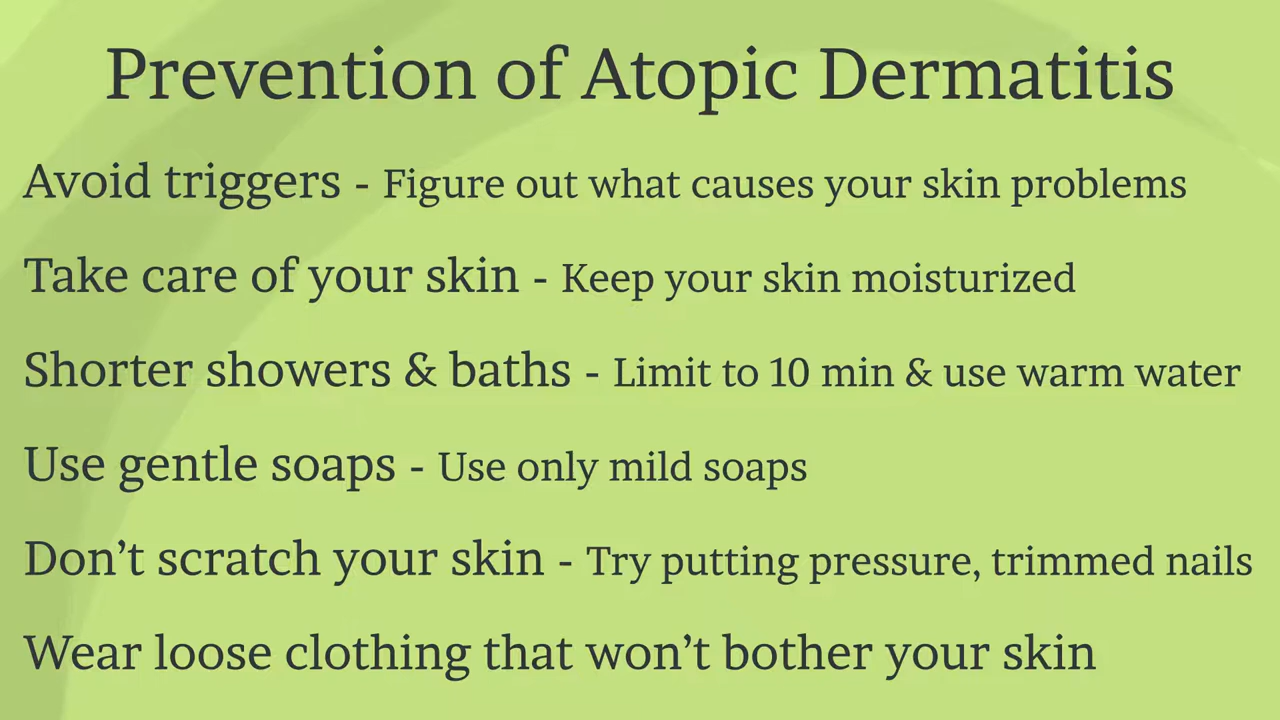 Prevention of Atopic Dermatitis
Avoid triggers - Figure out what causes your skin problems
Take care of your skin - Keep your skin moisturized
Shorter showers & baths - Limit to 10 min & use warm water
Use gentle soaps - Use only mild soaps
Don’t scratch your skin - Try putting pressure, trimmed nails
Wear loose clothing that won’t bother your skin